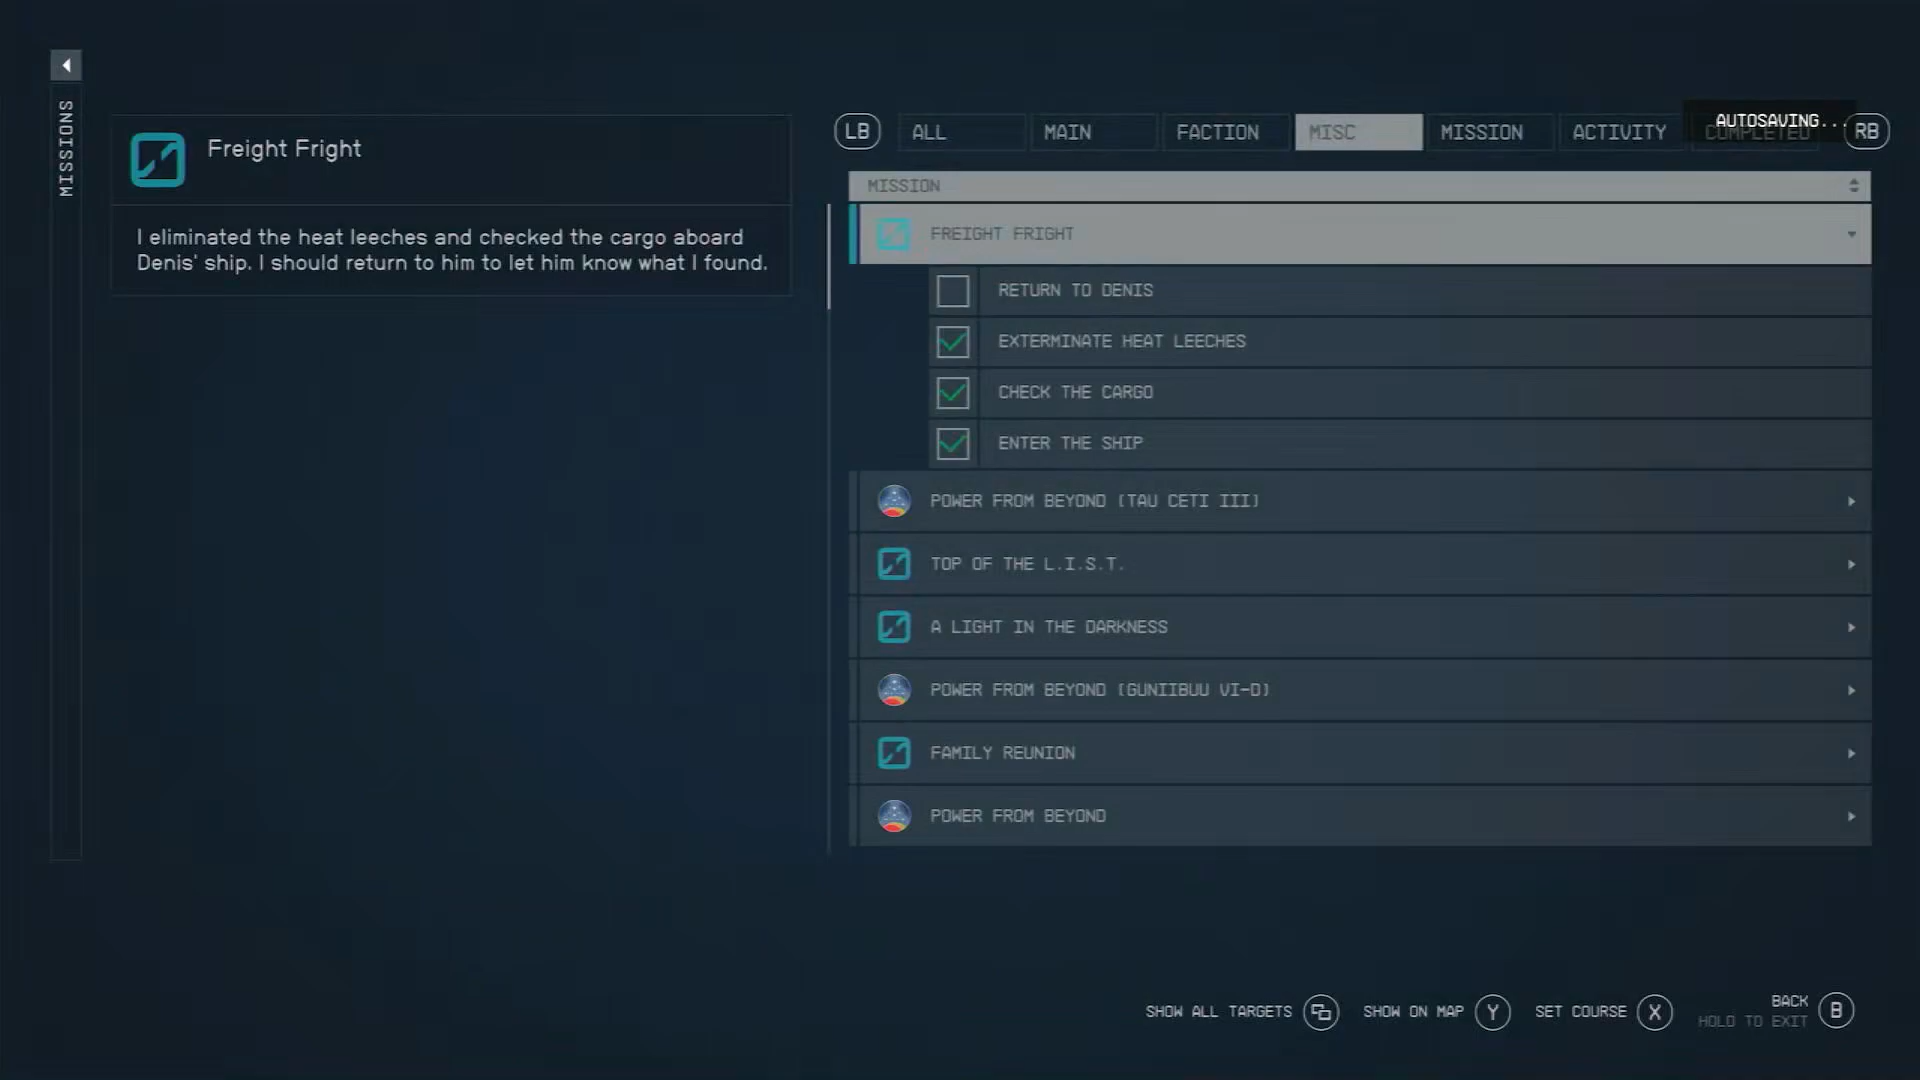 MISSIONS
Freight Fright
I eliminated the heat leeches and checked the cargo aboard
Denis' ship. I should return to him to let him know what I found.
LB ALL MAIN FACTION MISC MISSION ACTIVITY COMPLETED RB
AUTOSAVING...
MISSION
FREIGHT FRIGHT
RETURN TO DENIS
EXTERMINATE HEAT LEECHES
CHECK THE CARGO
ENTER THE SHIP
POWER FROM BEYOND (TAU CETI III)
TOP OF THE L.I.S.T.
A LIGHT IN THE DARKNESS
POWER FROM BEYOND (GUNIIBUU VI-D)
FAMILY REUNION
POWER FROM BEYOND
SHOW ALL TARGETS SHOW ON MAP Y SET COURSE X BACK B
HOLD TO EXIT